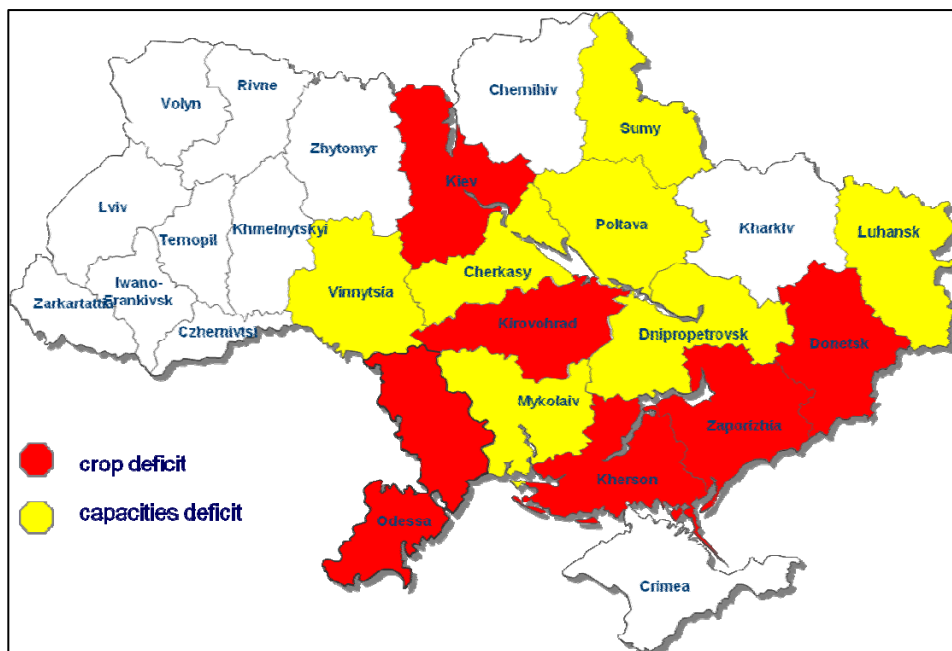 Chernihiv
Rivne
Volyn
Sumy
Zhytomyr
Kiev
Lviv
Poltava
Khmelnytskyi
Kharkiv
Luhansk
Ternopil
Cherkasy
Iwano-
Frankivsk
Vinnytsia
Zarkartattia
Kirovohrad
Czhernivtsi
Dnipropetrovsk
Donetsk
Mykolaiv
Zaporizhia
crop deficit
Kherson
capacities deficit
Odessa
Crimea